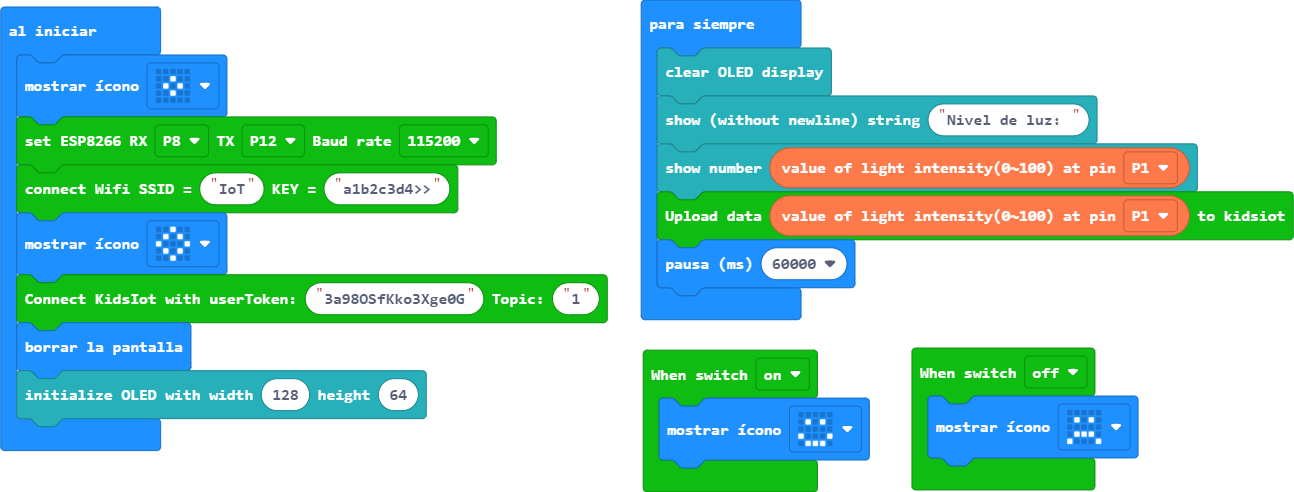 al iniciar
mostrar ícono
set ESP8266 RX P8 TX P12 Baud rate 115200
connect Wifi SSID = "IoT" KEY = "a1b2c3d4>>"
mostrar ícono
Connect KidsIot with userToken: "3a98OSfKko3Xge0G" Topic: "1"
borrar la pantalla
initialize OLED with width 128 height 64
para siempre
clear OLED display
show (without newline) string "Nivel de luz: "
show number value of light intensity(0~100) at pin P1
Upload data value of light intensity(0~100) at pin P1 to kidsiot
pausa (ms) 60000
When switch on
mostrar ícono
When switch off
mostrar ícono